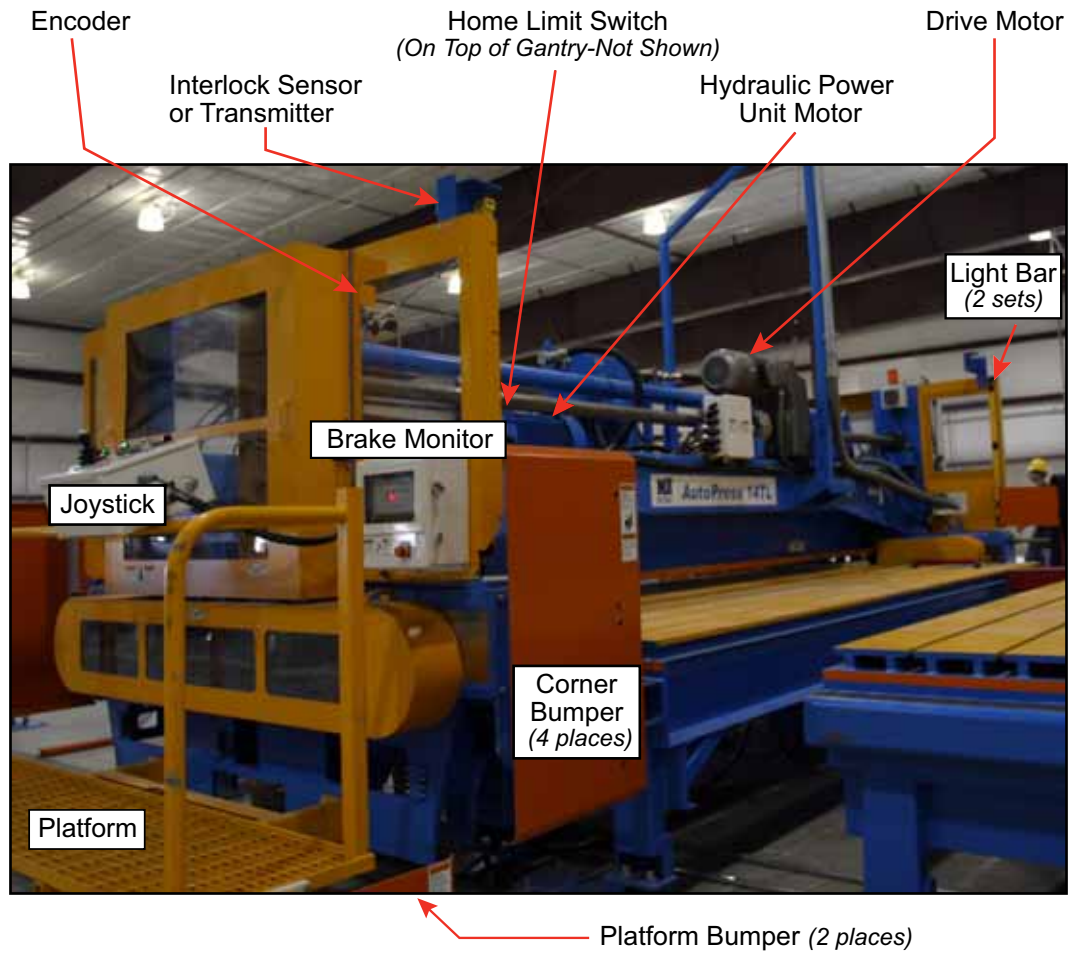 Encoder
Home Limit Switch
(On Top of Gantry-Not Shown)
Drive Motor
Interlock Sensor
or Transmitter
Hydraulic Power
Unit Motor
Light Bar
(2 sets)
Brake Monitor
Joystick
AutoPress 14TL
Corner
Bumper
(4 places)
Platform
Platform Bumper (2 places)